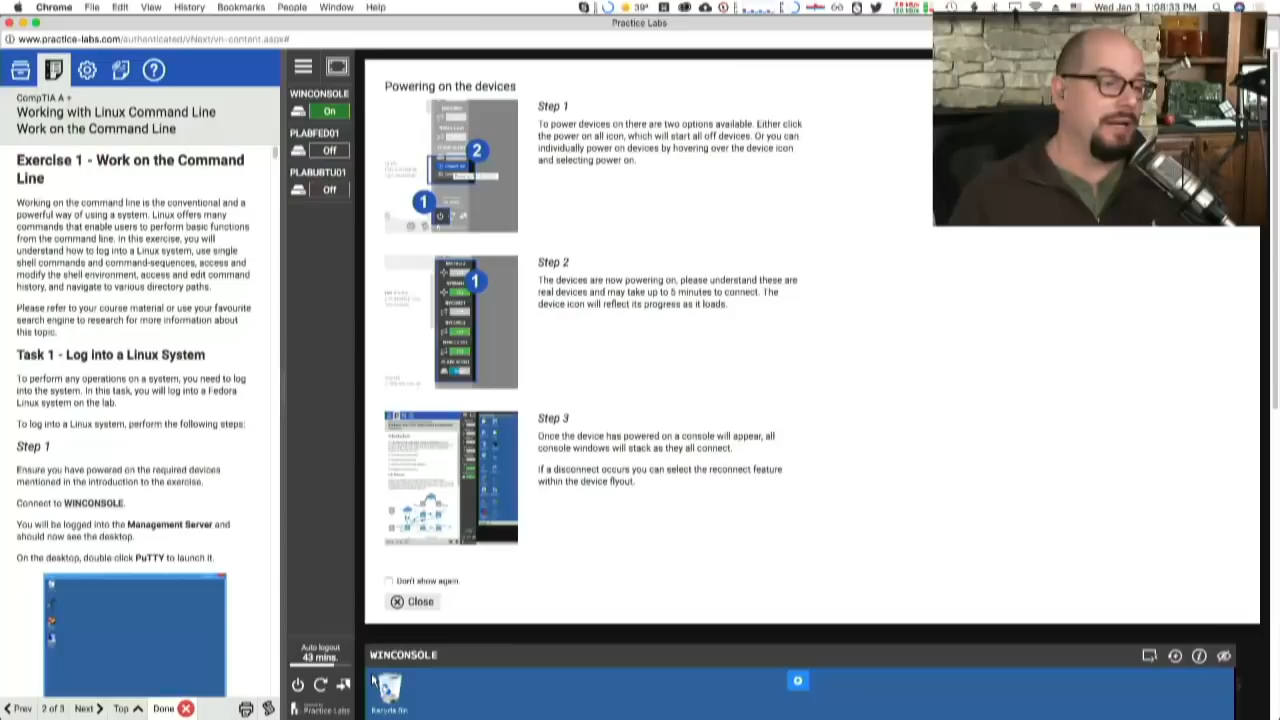 Chrome File Edit View History Bookmarks People Window Help
39°
Wed Jan 3 1:08:33 PM
Practice Labs
www.practice-labs.com/authenticated/vNext/vn-content.aspx#
CompTIA A +
Working with Linux Command Line
Work on the Command Line
Exercise 1 - Work on the Command
Line
Working on the command line is the conventional and a
powerful way of using a system. Linux offers many
commands that enable users to perform basic functions
from the command line. In this exercise, you will
understand how to log into a Linux system, use single
shell commands and command-sequences, access and
modify the shell environment, access and edit command
history, and navigate to various directory paths.
Please refer to your course material or use your favourite
search engine to research for more information about
this topic.
Task 1 - Log into a Linux System
To perform any operations on a system, you need to log
into the system. In this task, you will log into a Fedora
Linux system on the lab.
To log into a Linux system, perform the following steps:
Step 1
Ensure you have powered on the required devices
mentioned in the introduction to the exercise.
Connect to WINCONSOLE.
You will be logged into the Management Server and
should now see the desktop.
On the desktop, double click PuTTY to launch it.
Prev 2 of 3 Next Top Done
WINCONSOLE
On
PLABFED01
Off
PLABUBTU01
Off
Auto logout
43 mins.
Practice Labs
Powering on the devices
2
1
Step 1
To power devices on there are two options available. Either click
the power on all icon, which will start all off devices. Or you can
individually power on devices by hovering over the device icon
and selecting power on.
1
Step 2
The devices are now powering on, please understand these are
real devices and may take up to 5 minutes to connect. The
device icon will reflect its progress as it loads.
Step 3
Once the device has powered on a console will appear, all
console windows will stack as they all connect.
If a disconnect occurs you can select the reconnect feature
within the device flyout.
Don't show again.
Close
WINCONSOLE
Recycle Bin